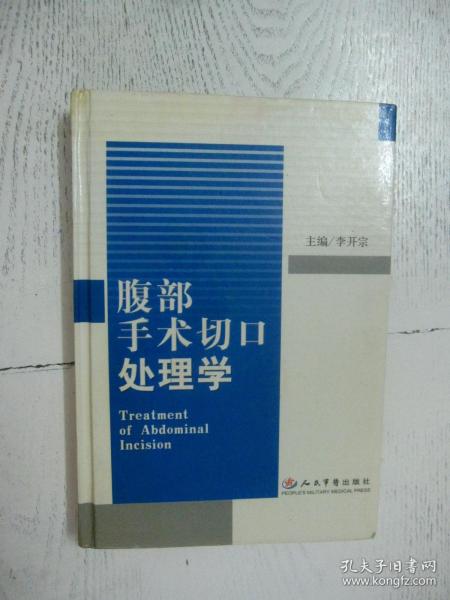 主编/李开宗
腹部
手术切口
处理学
Treatment
of Abdominal
Incision
人民军医出版社
PEOPLE'S MILITARY MEDICAL PRESS
孔夫子旧书网
www.kongfz.com